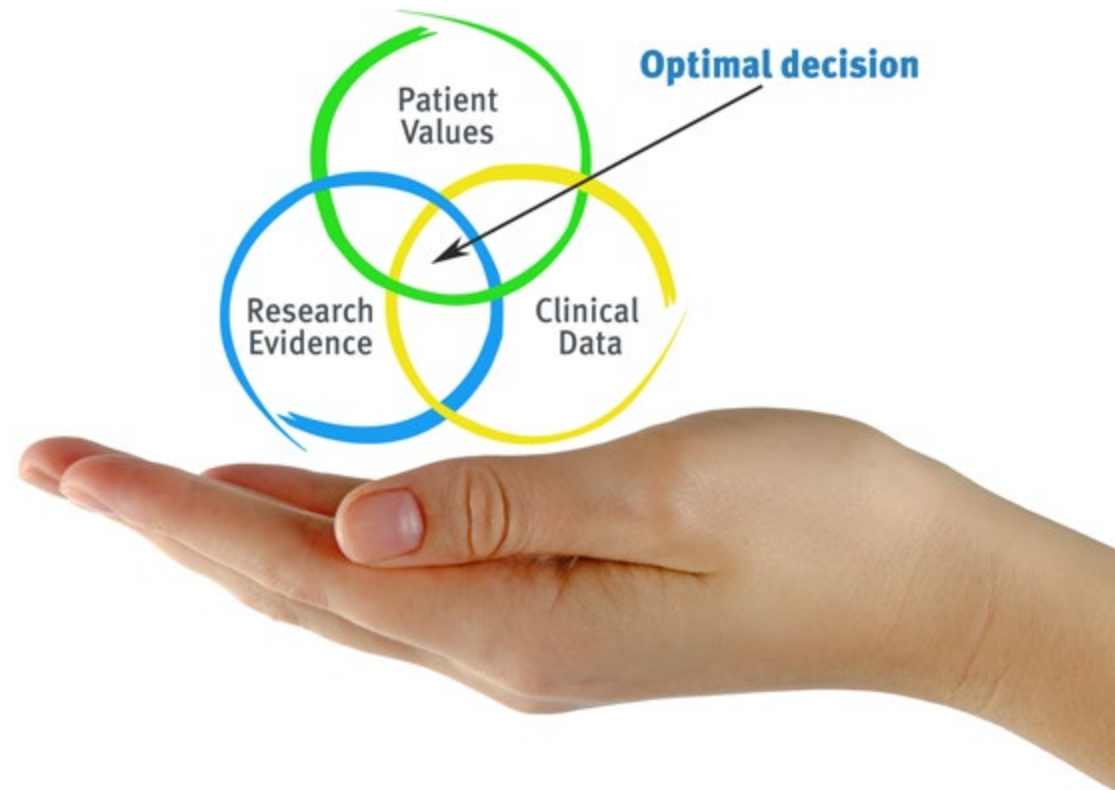 Optimal decision
Patient
Values
Research
Evidence
Clinical
Data